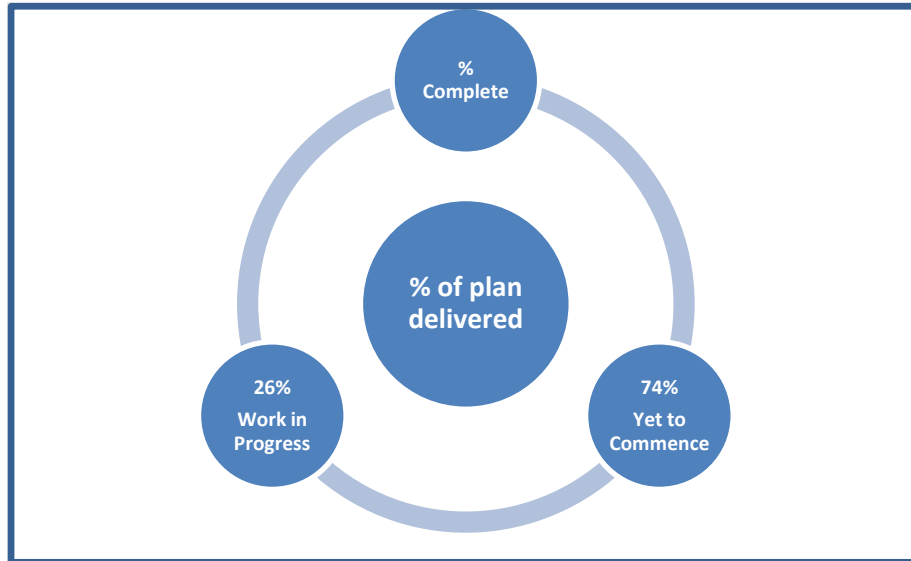 %
Complete
% of plan
delivered
26%
Work in
Progress
74%
Yet to
Commence